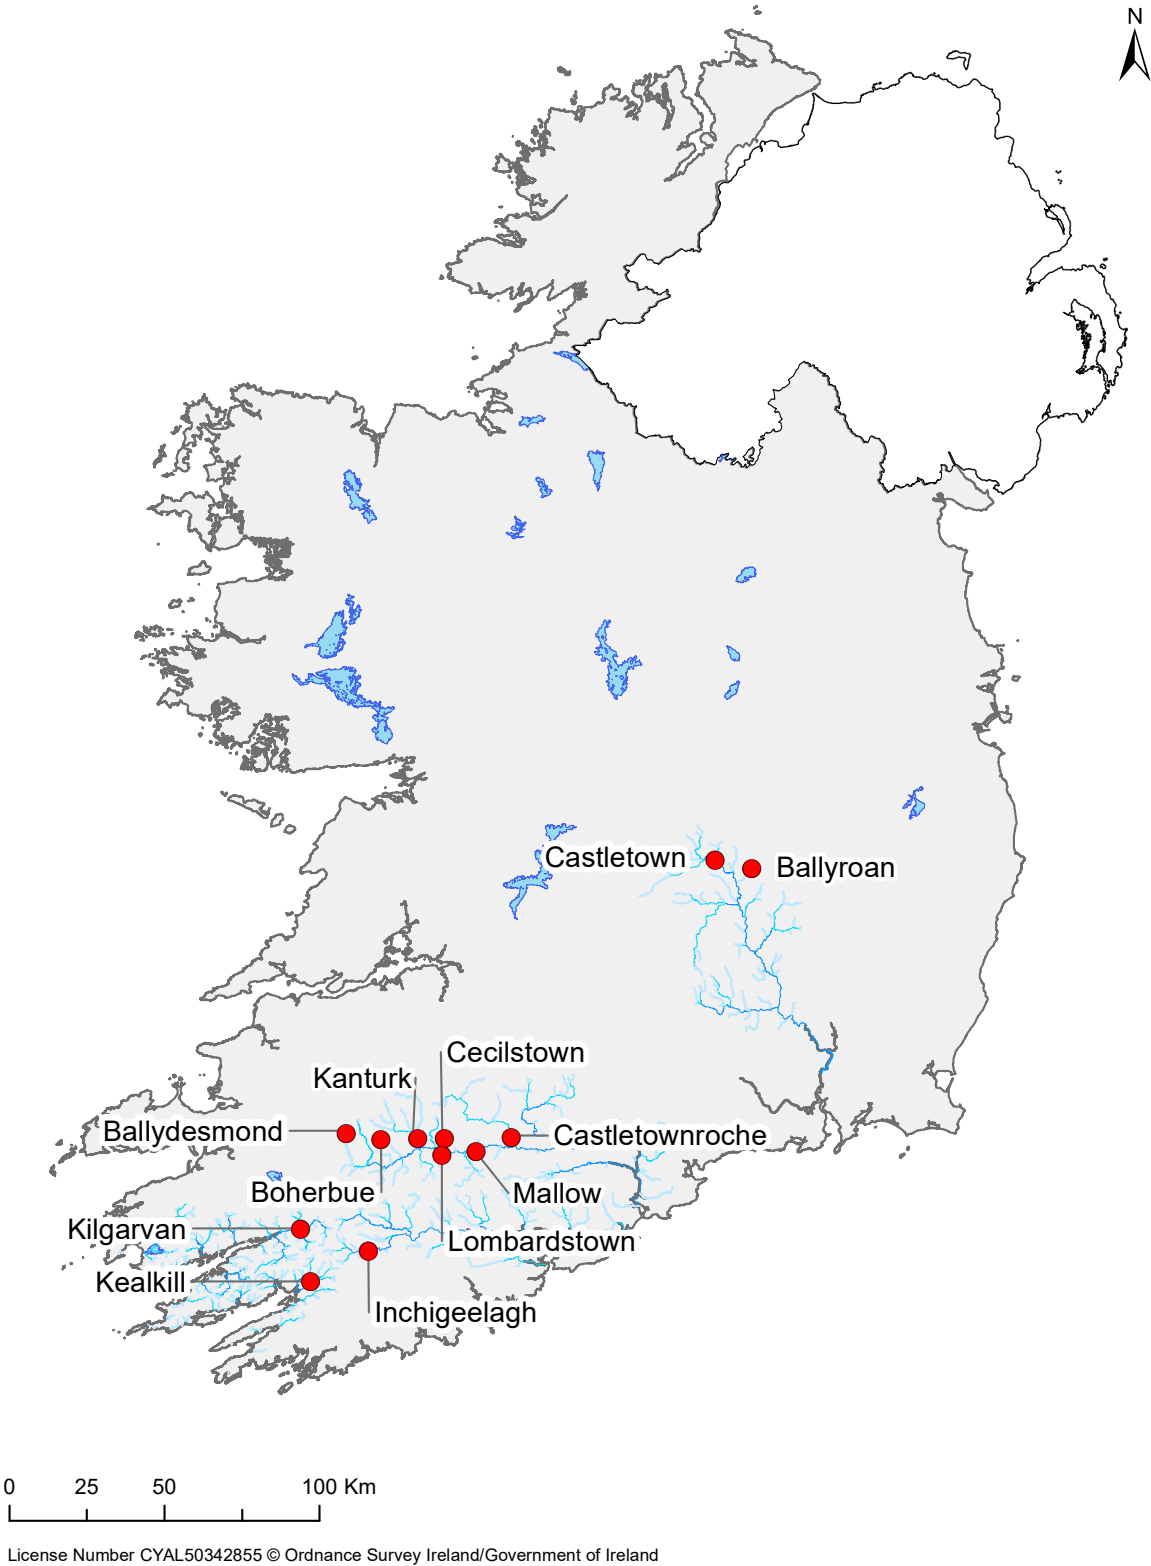 N
Castletown
Ballyroan
Cecilstown
Kanturk
Ballydesmond
Castletownroche
Boherbue
Mallow
Kilgarvan
Lombardstown
Kealkill
Inchigeelagh
0 25 50 100 Km
License Number CYAL50342855 © Ordnance Survey Ireland/Government of Ireland